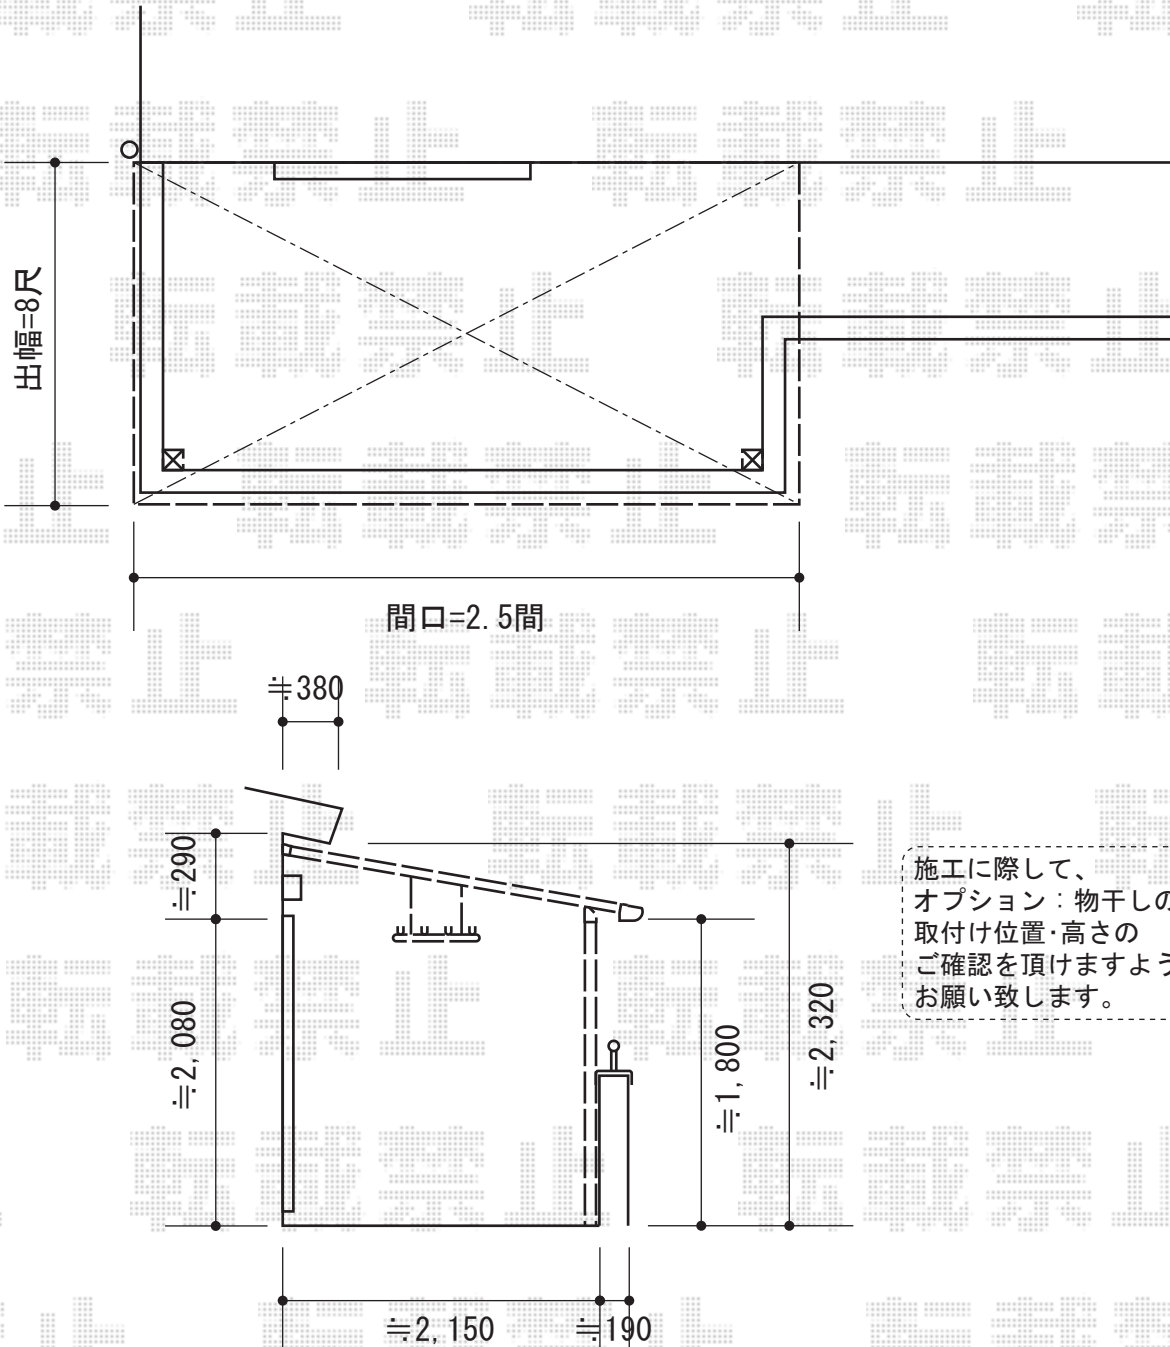 出幅=8尺
間口=2.5間
≒380
≒290
≒2,080
≒1,800
≒2,320
施工に際して、
オプション：物干しの
取付け位置･高さの
ご確認を頂けますよう
お願い致します。
≒2,150
≒190
転載禁止